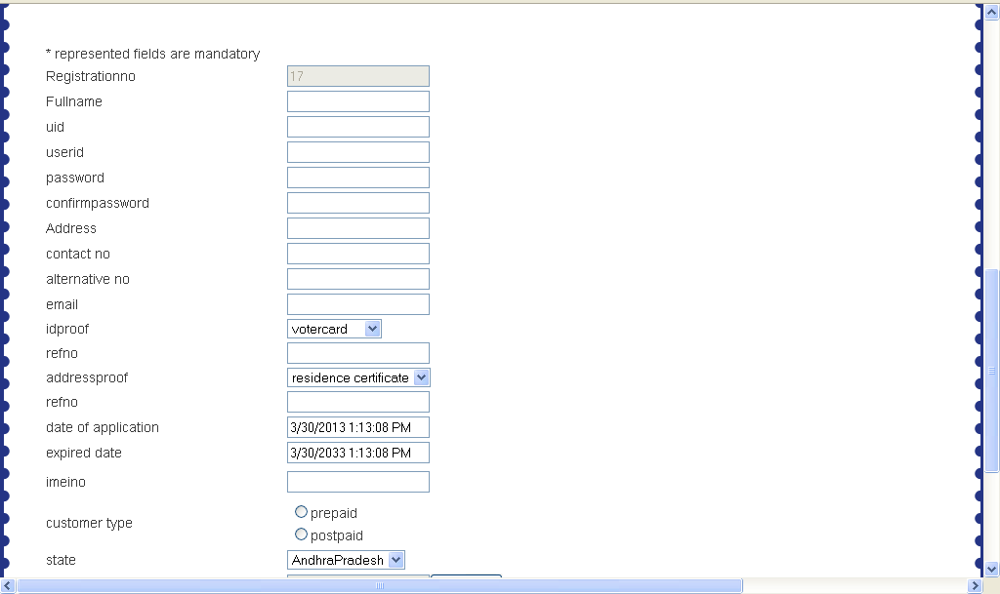 * represented fields are mandatory
Registrationno 17
Fullname
uid
userid
password
confirmpassword
Address
contact no
alternative no
email
idproof votercard
refno
addressproof residence certificate
refno
date of application 3/30/2013 1:13:08 PM
expired date 3/30/2033 1:13:08 PM
imeino
prepaid
customer type
postpaid
state AndhraPradesh